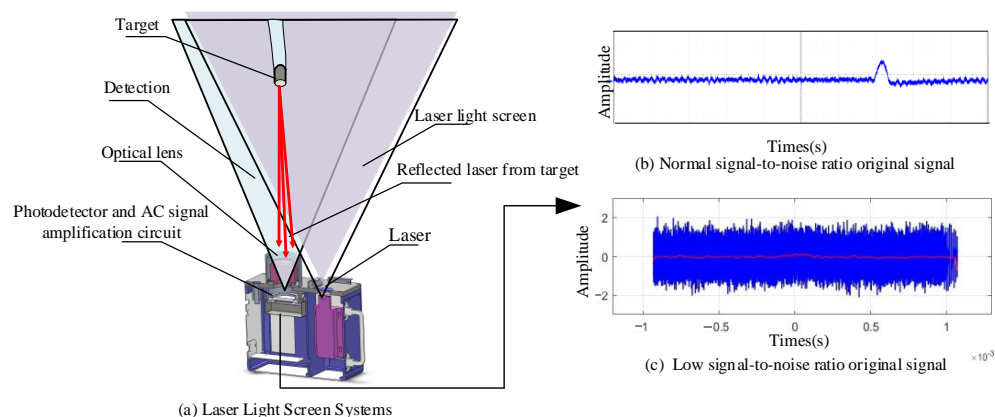 Target
Detection
Optical lens
Photodetector and AC signal
amplification circuit
Laser light screen
Reflected laser from target
Laser
(a) Laser Light Screen Systems
Amplitude
Times(s)
(b) Normal signal-to-noise ratio original signal
Amplitude
2
0
−2
−1
−0.5
0
0.5
1
Times(s)
×10⁻³
(c) Low signal-to-noise ratio original signal